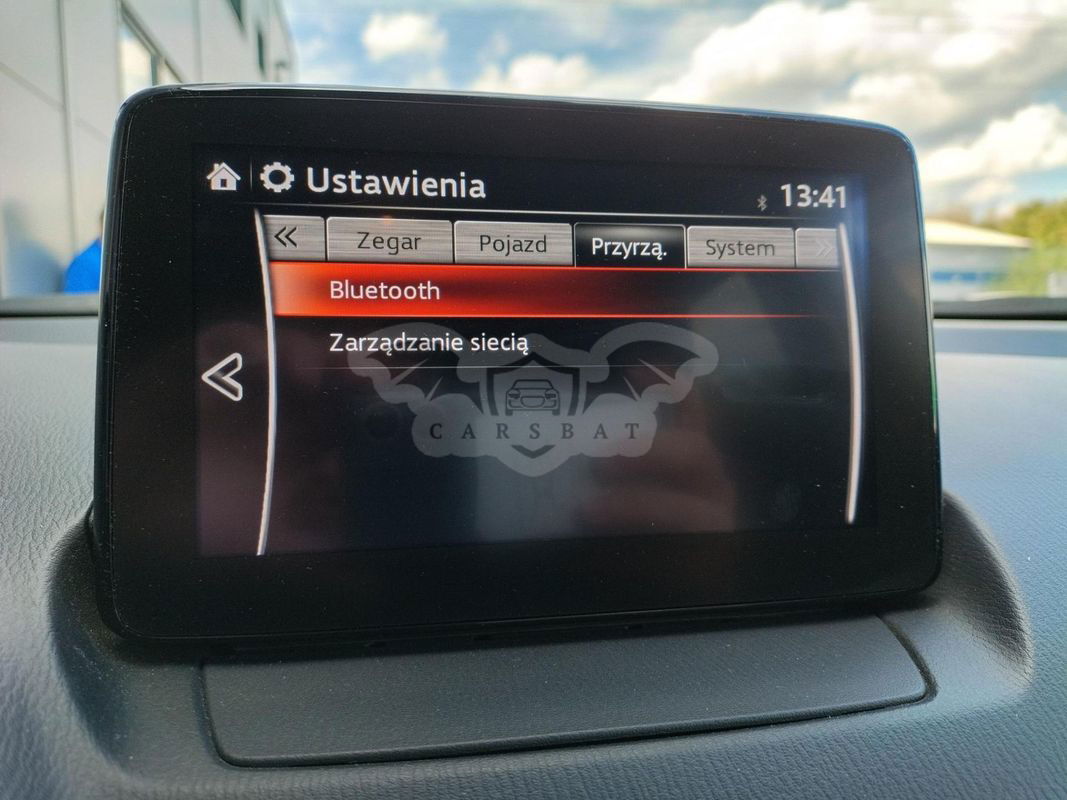 Ustawienia
13:41
Zegar Pojazd Przyrzą. System
Bluetooth
Zarządzanie siecią
CARSBAT